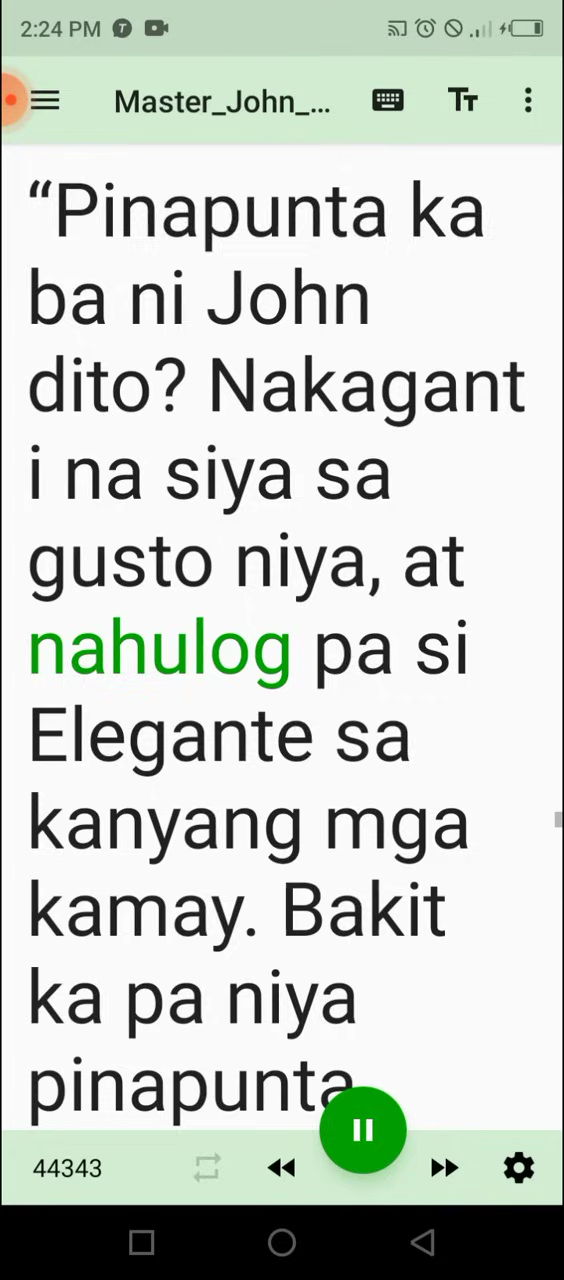 2:24 PM
Master_John_...
“Pinapunta ka
ba ni John
dito? Nakagant
i na siya sa
gusto niya, at
nahulog pa si
Elegante sa
kanyang mga
kamay. Bakit
ka pa niya
pinapunta
44343